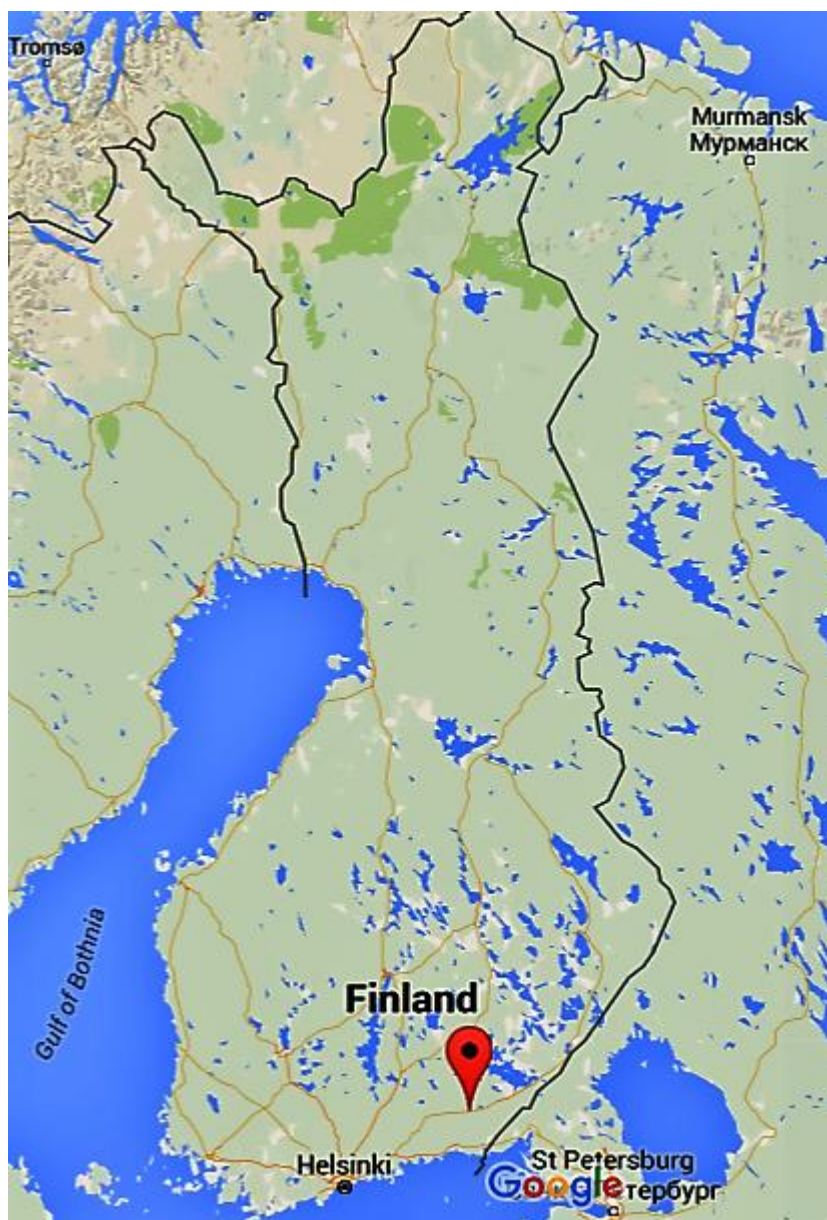 Tromsø
Murmansk
Мурманск
Gulf of Bothnia
Finland
Helsinki
St Petersburg
Google
тербург